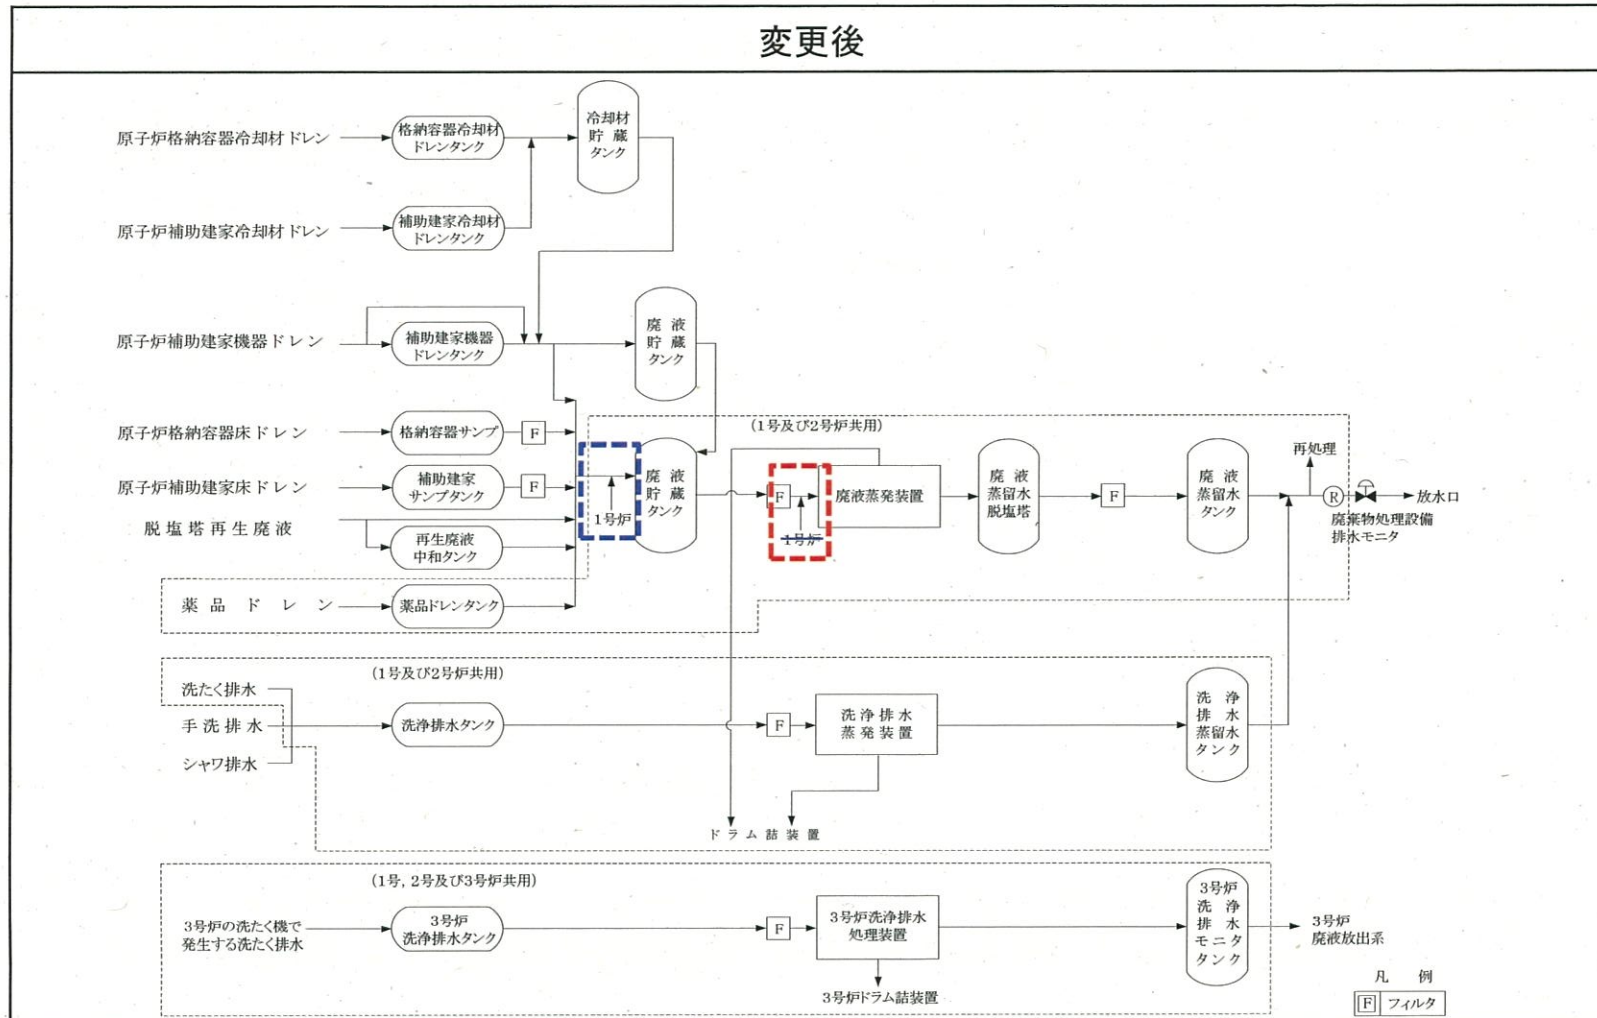 変更後
原子炉格納容器冷却材ドレン
格納容器冷却材
ドレンタンク
冷却材
貯蔵
タンク
原子炉補助建家冷却材ドレン
補助建家冷却材
ドレンタンク
原子炉補助建家機器ドレン
補助建家機器
ドレンタンク
廃液
貯蔵
タンク
原子炉格納容器床ドレン
格納容器サンプ
F
(1号及び2号炉共用)
原子炉補助建家床ドレン
補助建家
サンプタンク
F
1号炉
廃液
貯蔵
タンク
F
1号炉
廃液蒸発装置
廃液
蒸留水
脱塩塔
F
廃液
蒸留水
タンク
再処理
R
放水口
廃棄物処理設備
排水モニタ
脱塩塔再生廃液
再生廃液
中和タンク
薬品ドレン
薬品ドレンタンク
(1号及び2号炉共用)
洗たく排水
手洗排水
シャワ排水
洗浄排水タンク
F
洗浄排水
蒸発装置
洗浄
排水
蒸留水
タンク
ドラム詰装置
(1号, 2号及び3号炉共用)
3号炉の洗たく機で
発生する洗たく排水
3号炉
洗浄排水タンク
F
3号炉洗浄排水
処理装置
3号炉
洗浄
排水
モニタ
タンク
3号炉
廃液放出系
3号炉ドラム詰装置
凡例
F フィルタ